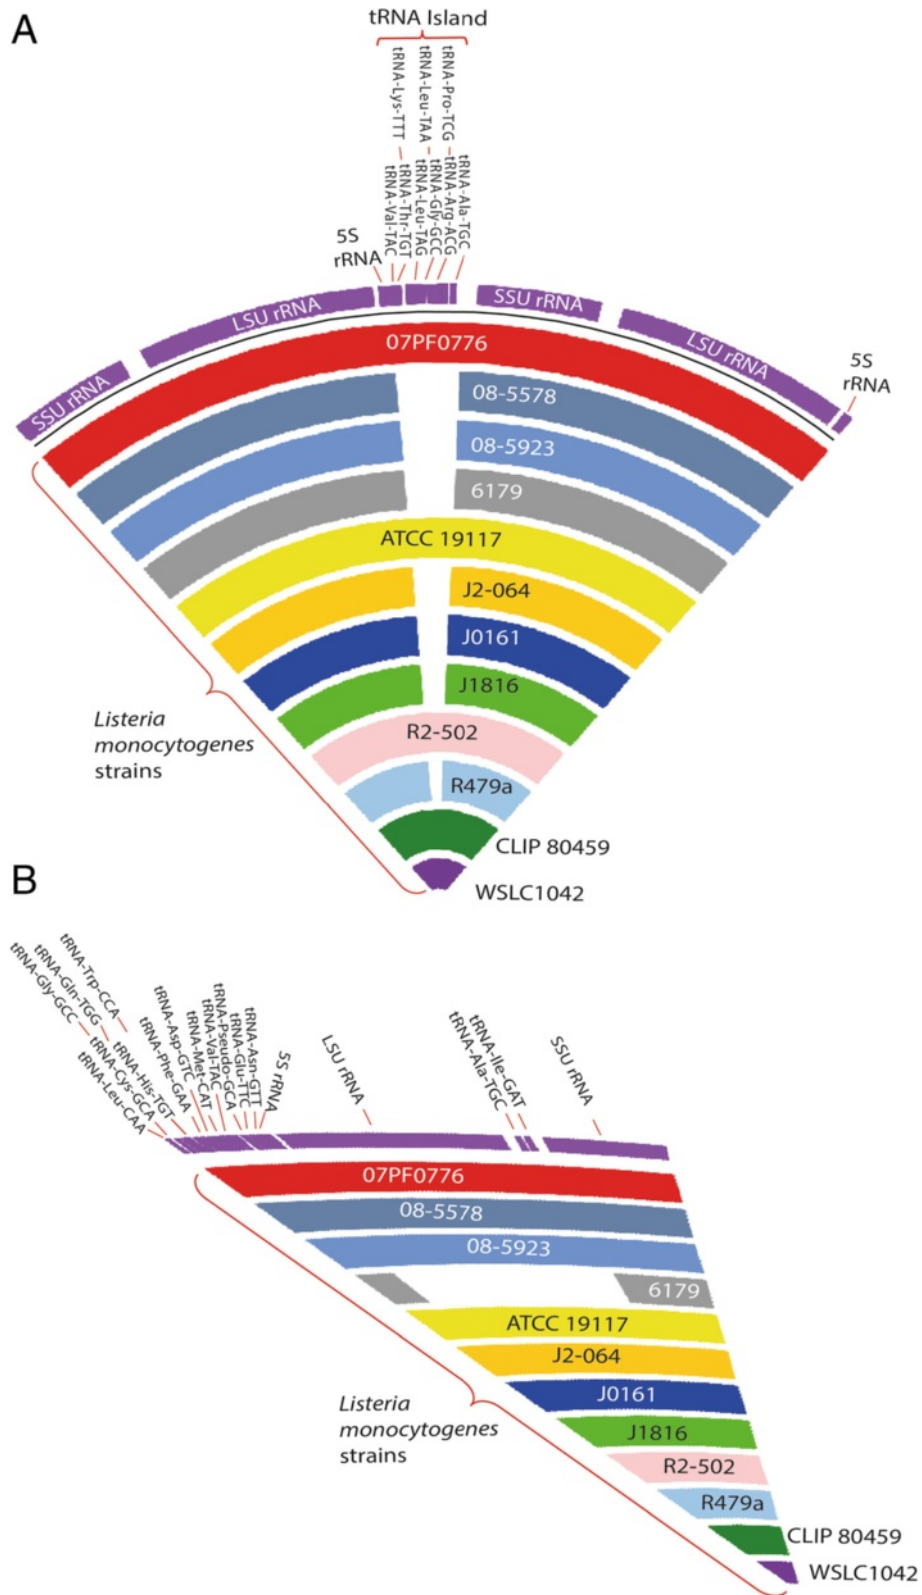 A
tRNA Island
tRNA-Lys-TTT
tRNA-Leu-TAA
tRNA-Pro-TCG
tRNA-Val-TAC
tRNA-Thr-TGT
tRNA-Leu-TAG
tRNA-Gly-GCC
tRNA-Arg-ACG
tRNA-Ala-TGC
5S
rRNA
SSU rRNA
LSU rRNA
SSU rRNA
LSU rRNA
5S
rRNA
07PF0776
08-5578
08-5923
6179
ATCC 19117
J2-064
J0161
J1816
R2-502
R479a
CLIP 80459
WSLC1042
Listeria
monocytogenes
strains
B
tRNA-Gly-GCC
tRNA-Gln-TGG
tRNA-Trp-CCA
tRNA-Leu-CAA
tRNA-Cys-GCA
tRNA-His-TGT
tRNA-Phe-GAA
tRNA-Asp-GTC
tRNA-Met-CAT
tRNA-Val-TAC
tRNA-Pseudo-GCA
tRNA-Glu-TTC
tRNA-Asn-GTT
5S rRNA
LSU rRNA
tRNA-Ala-TGC
tRNA-Ile-GAT
SSU rRNA
07PF0776
08-5578
08-5923
6179
ATCC 19117
J2-064
J0161
J1816
R2-502
R479a
CLIP 80459
WSLC1042
Listeria
monocytogenes
strains